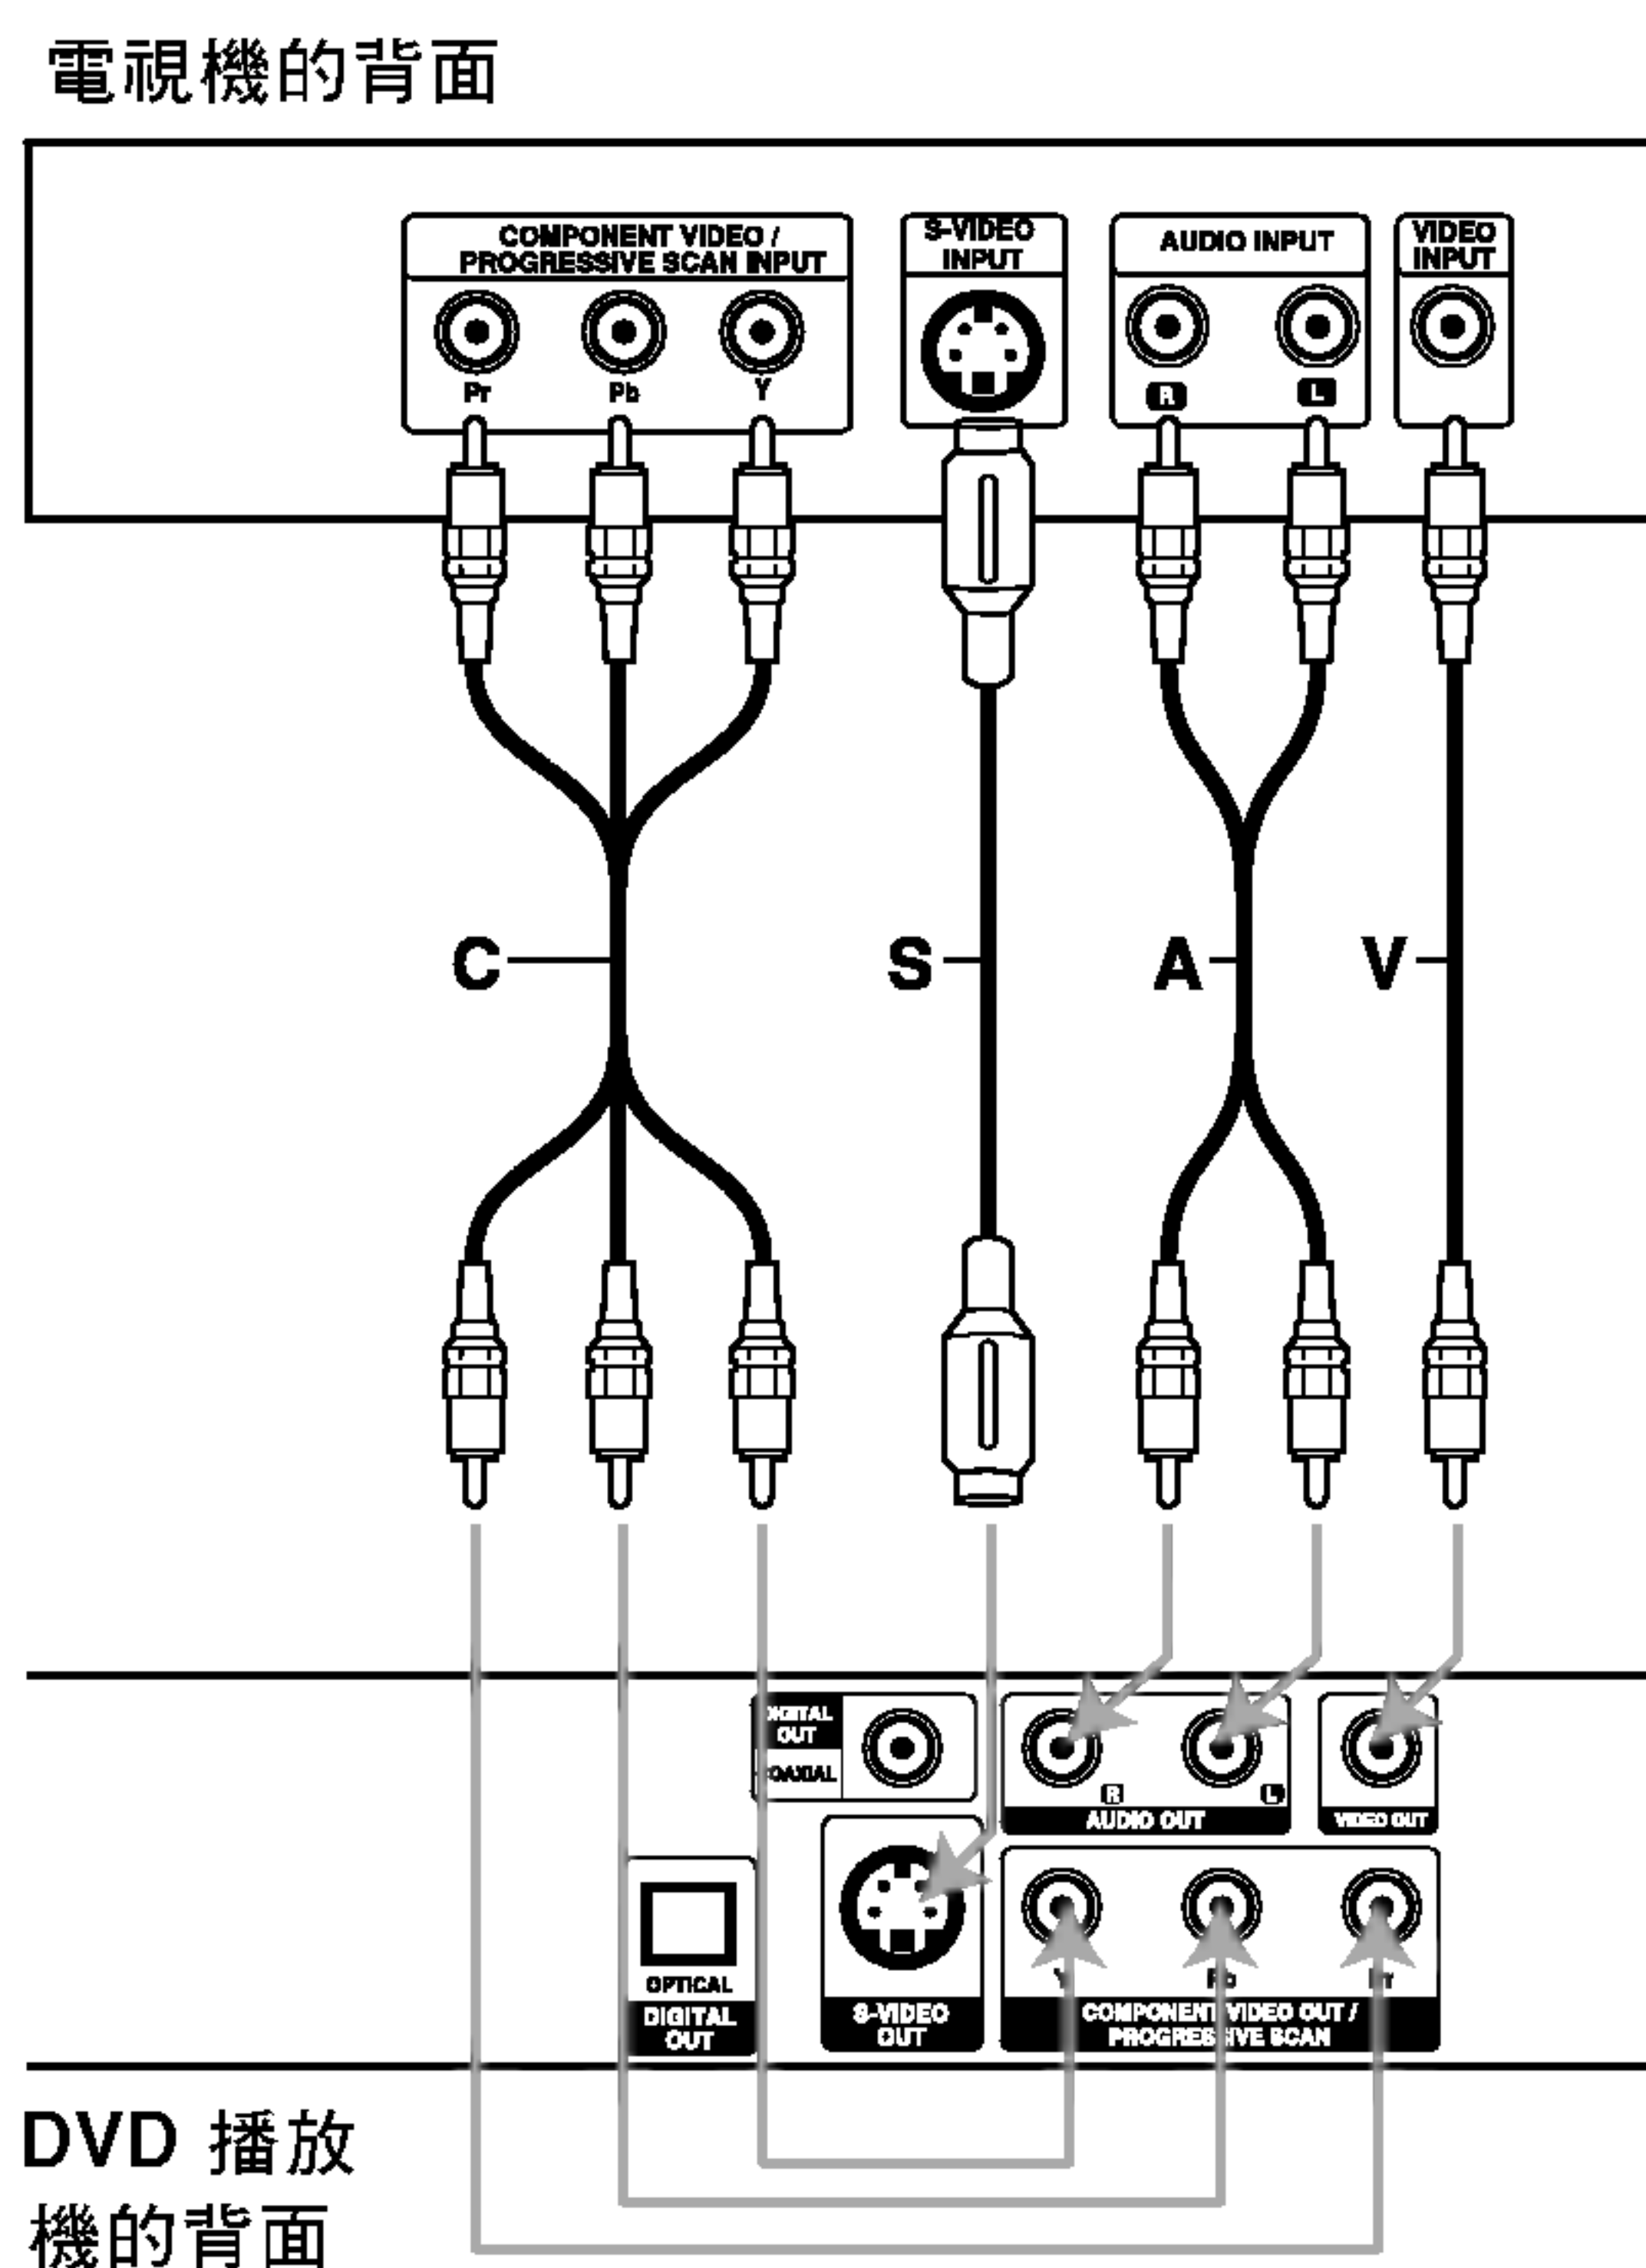 電視機的背面
COMPONENT VIDEO /
PROGRESSIVE SCAN INPUT
Pr Pb Y
S-VIDEO
INPUT
AUDIO INPUT
R L
VIDEO
INPUT
C S A V
DIGITAL
OUT
COAXIAL
R L
AUDIO OUT
VIDEO OUT
OPTICAL
DIGITAL
OUT
S-VIDEO
OUT
Y Pb Pr
COMPONENT VIDEO OUT /
PROGRESSIVE SCAN
DVD 播放
機的背面